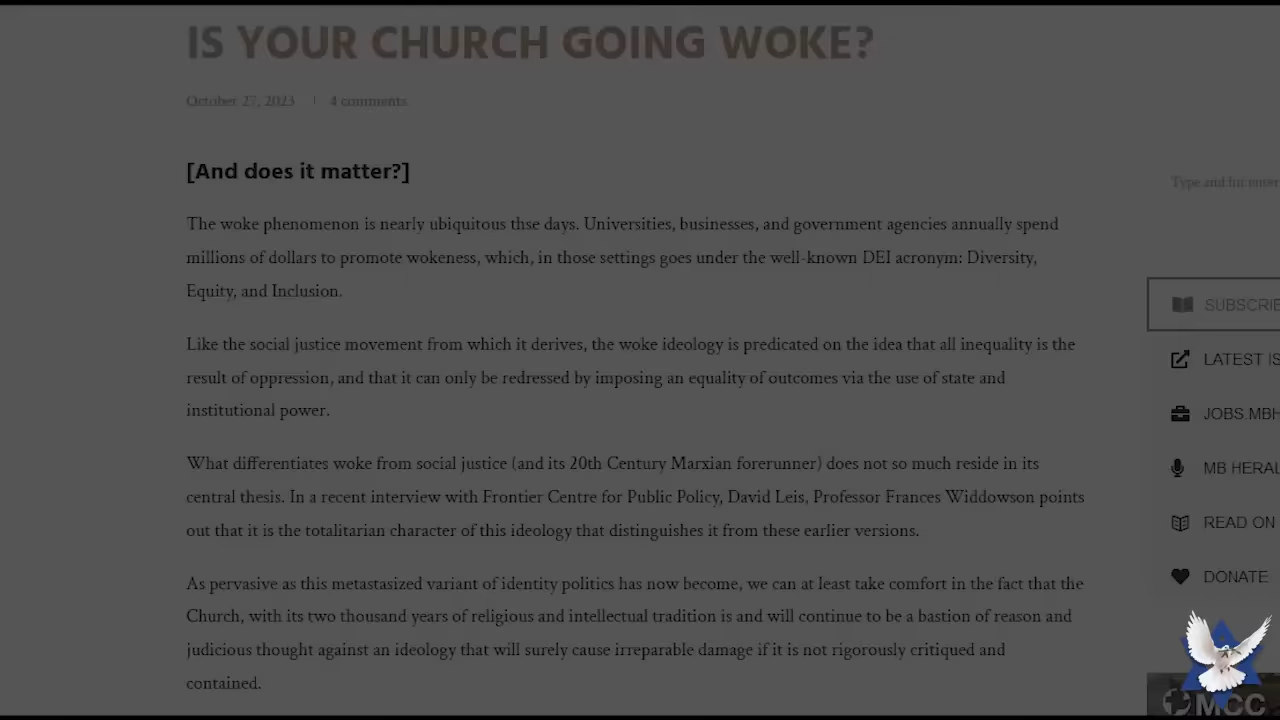 IS YOUR CHURCH GOING WOKE?
October 27, 2023 | 4 comments
[And does it matter?]
Type and hit enter
The woke phenomenon is nearly ubiquitous thse days. Universities, businesses, and government agencies annually spend
millions of dollars to promote wokeness, which, in those settings goes under the well-known DEI acronym: Diversity,
Equity, and Inclusion.
SUBSCRIB
Like the social justice movement from which it derives, the woke ideology is predicated on the idea that all inequality is the
result of oppression, and that it can only be redressed by imposing an equality of outcomes via the use of state and
institutional power.
LATEST IS
JOBS.MBH
What differentiates woke from social justice (and its 20th Century Marxian forerunner) does not so much reside in its
central thesis. In a recent interview with Frontier Centre for Public Policy, David Leis, Professor Frances Widdowson points
out that it is the totalitarian character of this ideology that distinguishes it from these earlier versions.
MB HERAL
READ ON
DONATE
As pervasive as this metastasized variant of identity politics has now become, we can at least take comfort in the fact that the
Church, with its two thousand years of religious and intellectual tradition is and will continue to be a bastion of reason and
judicious thought against an ideology that will surely cause irreparable damage if it is not rigorously critiqued and
contained.
MCC